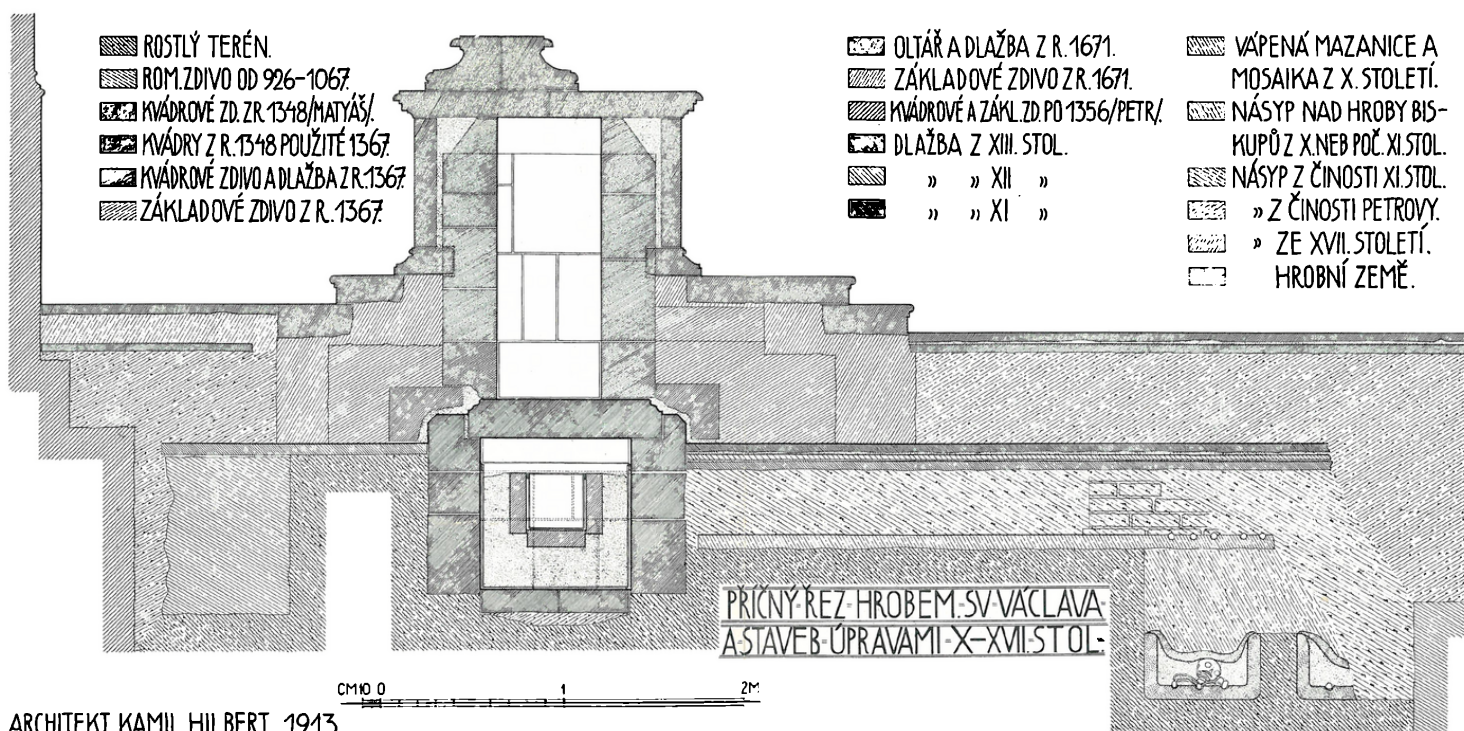 ROSTLÝ TERÉN.
ROM. ZDIVO OD 926-1067.
KVÁDROVÉ ZD. Z R. 1348/MATYÁŠ/.
KVÁDRY Z R. 1348 POUŽITÉ 1367.
KVÁDROVÉ ZDIVO A DLAŽBA Z R. 1367.
ZÁKLADOVÉ ZDIVO Z R. 1367.
OLTÁŘ A DLAŽBA Z R. 1671.
ZÁKLADOVÉ ZDIVO Z R. 1671.
KVÁDROVÉ A ZÁKL. ZD. PO 1356/PETR/.
DLAŽBA Z XIII. STOL.
» » XII »
» » XI »
VÁPENÁ MAZANICE A
MOSAIKA Z X. STOLETÍ.
NÁSYP NAD HROBY BIS-
KUPŮ Z X. NEB POČ. XI. STOL.
NÁSYP Z ČINOSTI XI. STOL.
» Z ČINOSTI PETROVY.
» ZE XVII. STOLETÍ.
HROBNÍ ZEMĚ.
PŘÍČNÝ-ŘEZ-HROBEM-SV-VÁCLAVA-
A-STAVEB-ÚPRAVAMI-X-XVII-STOL-
CM 10 0 1 2M.
ARCHITEKT KAMIL HILBERT 1913